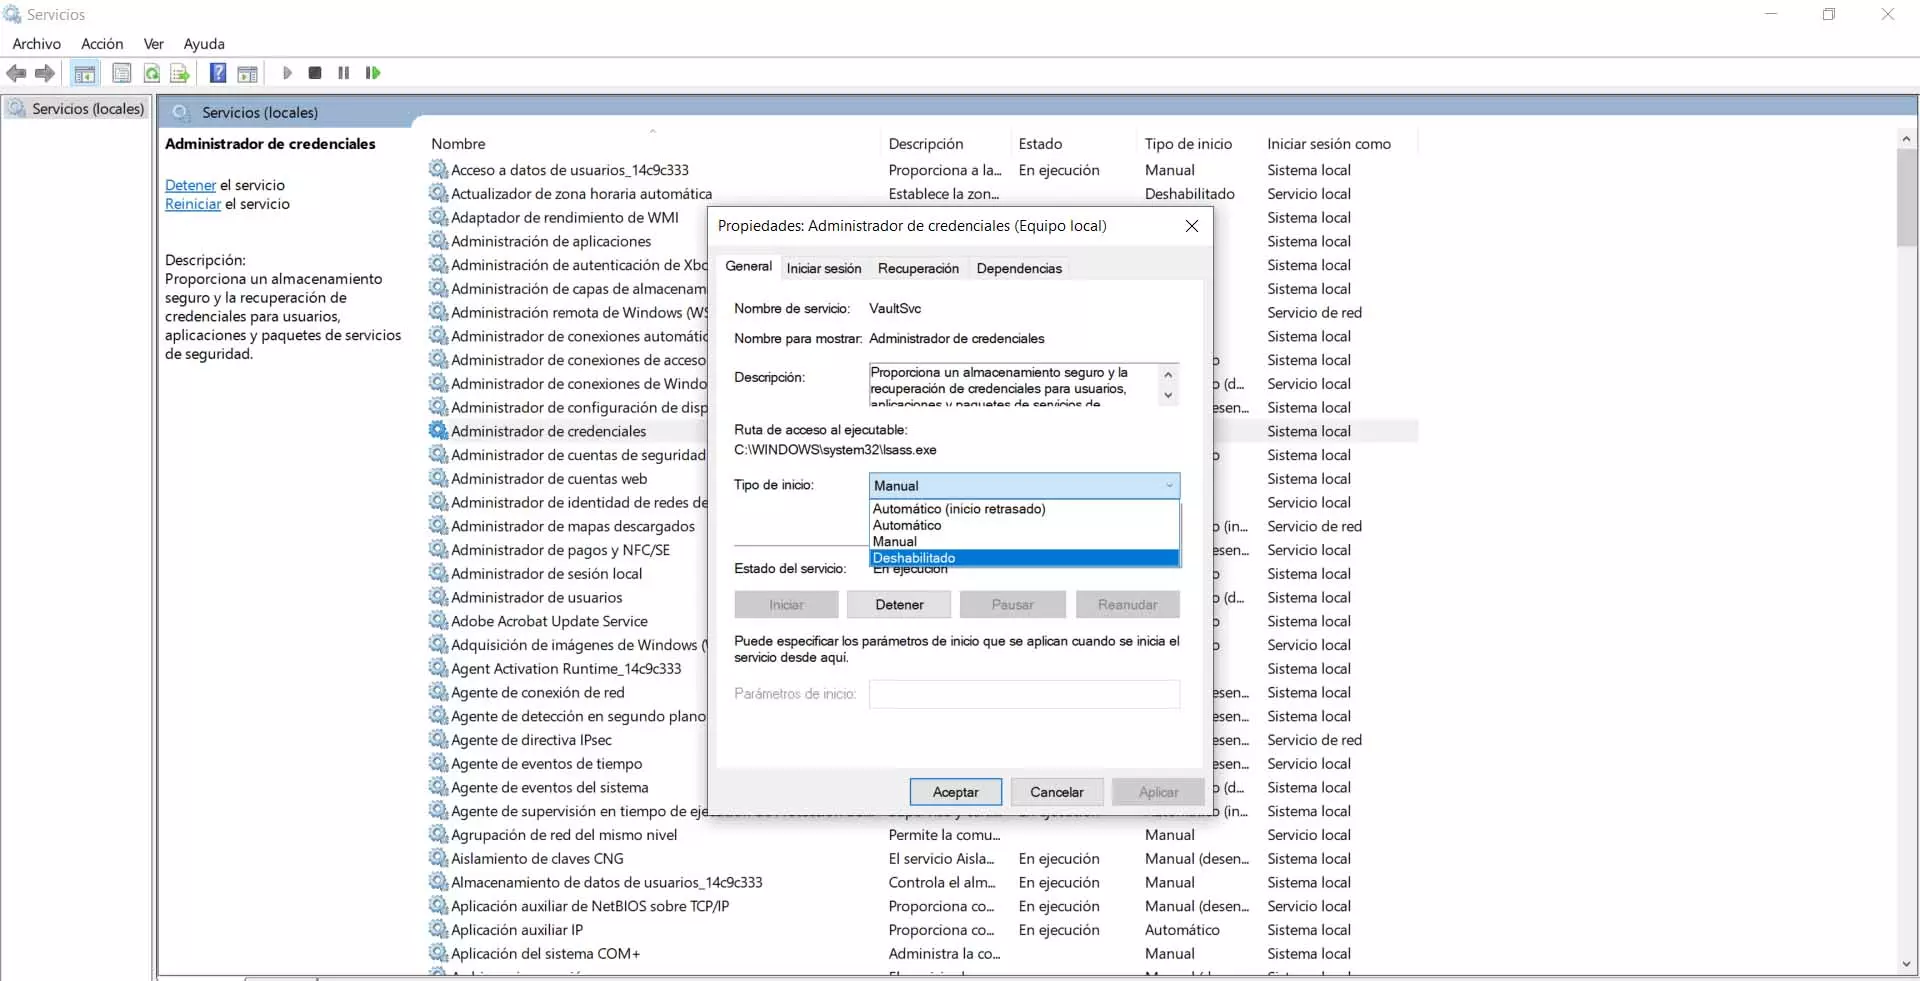 Servicios
Archivo Acción Ver Ayuda
Servicios (locales)
Servicios (locales)
Administrador de credenciales
Detener el servicio
Reiniciar el servicio
Descripción:
Proporciona un almacenamiento
seguro y la recuperación de
credenciales para usuarios,
aplicaciones y paquetes de servicios
de seguridad.
Nombre Descripción Estado Tipo de inicio Iniciar sesión como
Acceso a datos de usuarios_14c9c333 Proporciona a la... En ejecución Manual Sistema local
Actualizador de zona horaria automática Establece la zon... Deshabilitado Servicio local
Adaptador de rendimiento de WMI Sistema local
Administración de aplicaciones Sistema local
Administración de autenticación de Xbo Sistema local
Administración de capas de almacenam Sistema local
Administración remota de Windows (WS Servicio de red
Administrador de conexiones automátic Sistema local
Administrador de conexiones de acceso o Sistema local
Administrador de conexiones de Windo o (d... Servicio local
Administrador de configuración de disp esen... Sistema local
Administrador de credenciales Sistema local
Administrador de cuentas de seguridad o Sistema local
Administrador de cuentas web Sistema local
Administrador de identidad de redes de Servicio local
Administrador de mapas descargados o (in... Servicio de red
Administrador de pagos y NFC/SE esen... Servicio local
Administrador de sesión local o Sistema local
Administrador de usuarios o (d... Sistema local
Adobe Acrobat Update Service o Sistema local
Adquisición de imágenes de Windows ( o Servicio local
Agent Activation Runtime_14c9c333 Sistema local
Agente de conexión de red esen... Sistema local
Agente de detección en segundo plano esen... Sistema local
Agente de directiva IPsec esen... Servicio de red
Agente de eventos de tiempo esen... Servicio local
Agente de eventos del sistema o (d... Sistema local
Agente de supervisión en tiempo de eje o (in... Sistema local
Agrupación de red del mismo nivel Permite la comu... Manual Servicio local
Aislamiento de claves CNG El servicio Aisla... En ejecución Manual (desen... Sistema local
Almacenamiento de datos de usuarios_14c9c333 Controla el alm... En ejecución Manual Sistema local
Aplicación auxiliar de NetBIOS sobre TCP/IP Proporciona co... En ejecución Manual (desen... Servicio local
Aplicación auxiliar IP Proporciona co... En ejecución Automático Sistema local
Aplicación del sistema COM+ Administra la co... Manual Sistema local
Propiedades: Administrador de credenciales (Equipo local)
General Iniciar sesión Recuperación Dependencias
Nombre de servicio: VaultSvc
Nombre para mostrar: Administrador de credenciales
Descripción: Proporciona un almacenamiento seguro y la
recuperación de credenciales para usuarios,
aplicaciones y paquetes de servicios de
Ruta de acceso al ejecutable:
C:\WINDOWS\system32\lsass.exe
Tipo de inicio: Manual
Automático (inicio retrasado)
Automático
Manual
Deshabilitado
Estado del servicio: En ejecución
Iniciar Detener Pausar Reanudar
Puede especificar los parámetros de inicio que se aplican cuando se inicia el
servicio desde aquí.
Parámetros de inicio:
Aceptar Cancelar Aplicar